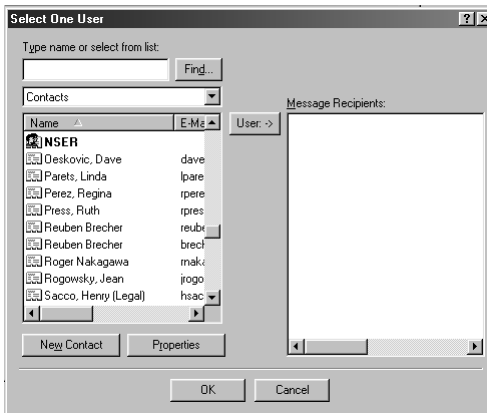 Select One User
Type name or select from list:
Find...
Contacts
Message Recipients:
Name
E-Ma
User: ->
NSER
Oeskovic, Dave dave
Parets, Linda lpare
Perez, Regina rpere
Press, Ruth rpres
Reuben Brecher reube
Reuben Brecher brech
Roger Nakagawa rnaka
Rogowsky, Jean jrogo
Sacco, Henry (Legal) hsac
New Contact
Properties
OK
Cancel